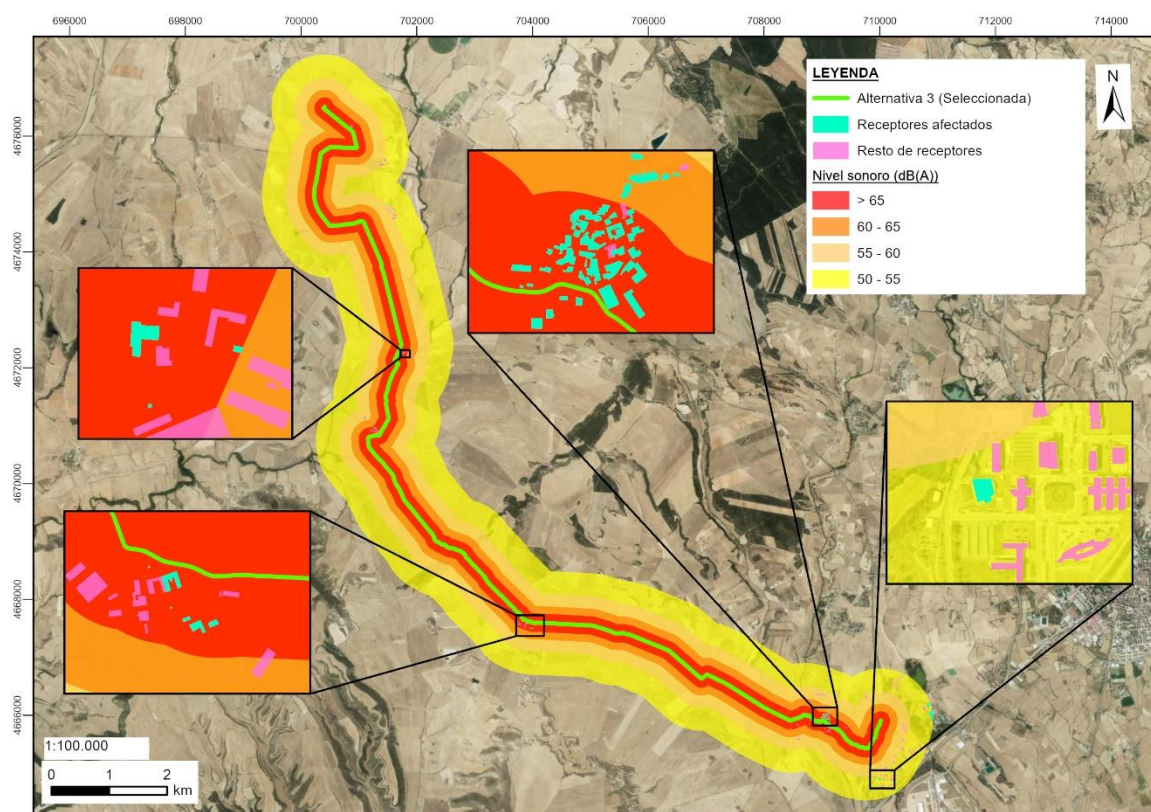 696000
698000
700000
702000
704000
706000
708000
710000
712000
714000
4676000
4674000
4672000
4670000
4668000
4666000
LEYENDA
Alternativa 3 (Seleccionada)
Receptores afectados
Resto de receptores
Nivel sonoro (dB(A))
> 65
60 - 65
55 - 60
50 - 55
N
1:100.000
0 1 2
km